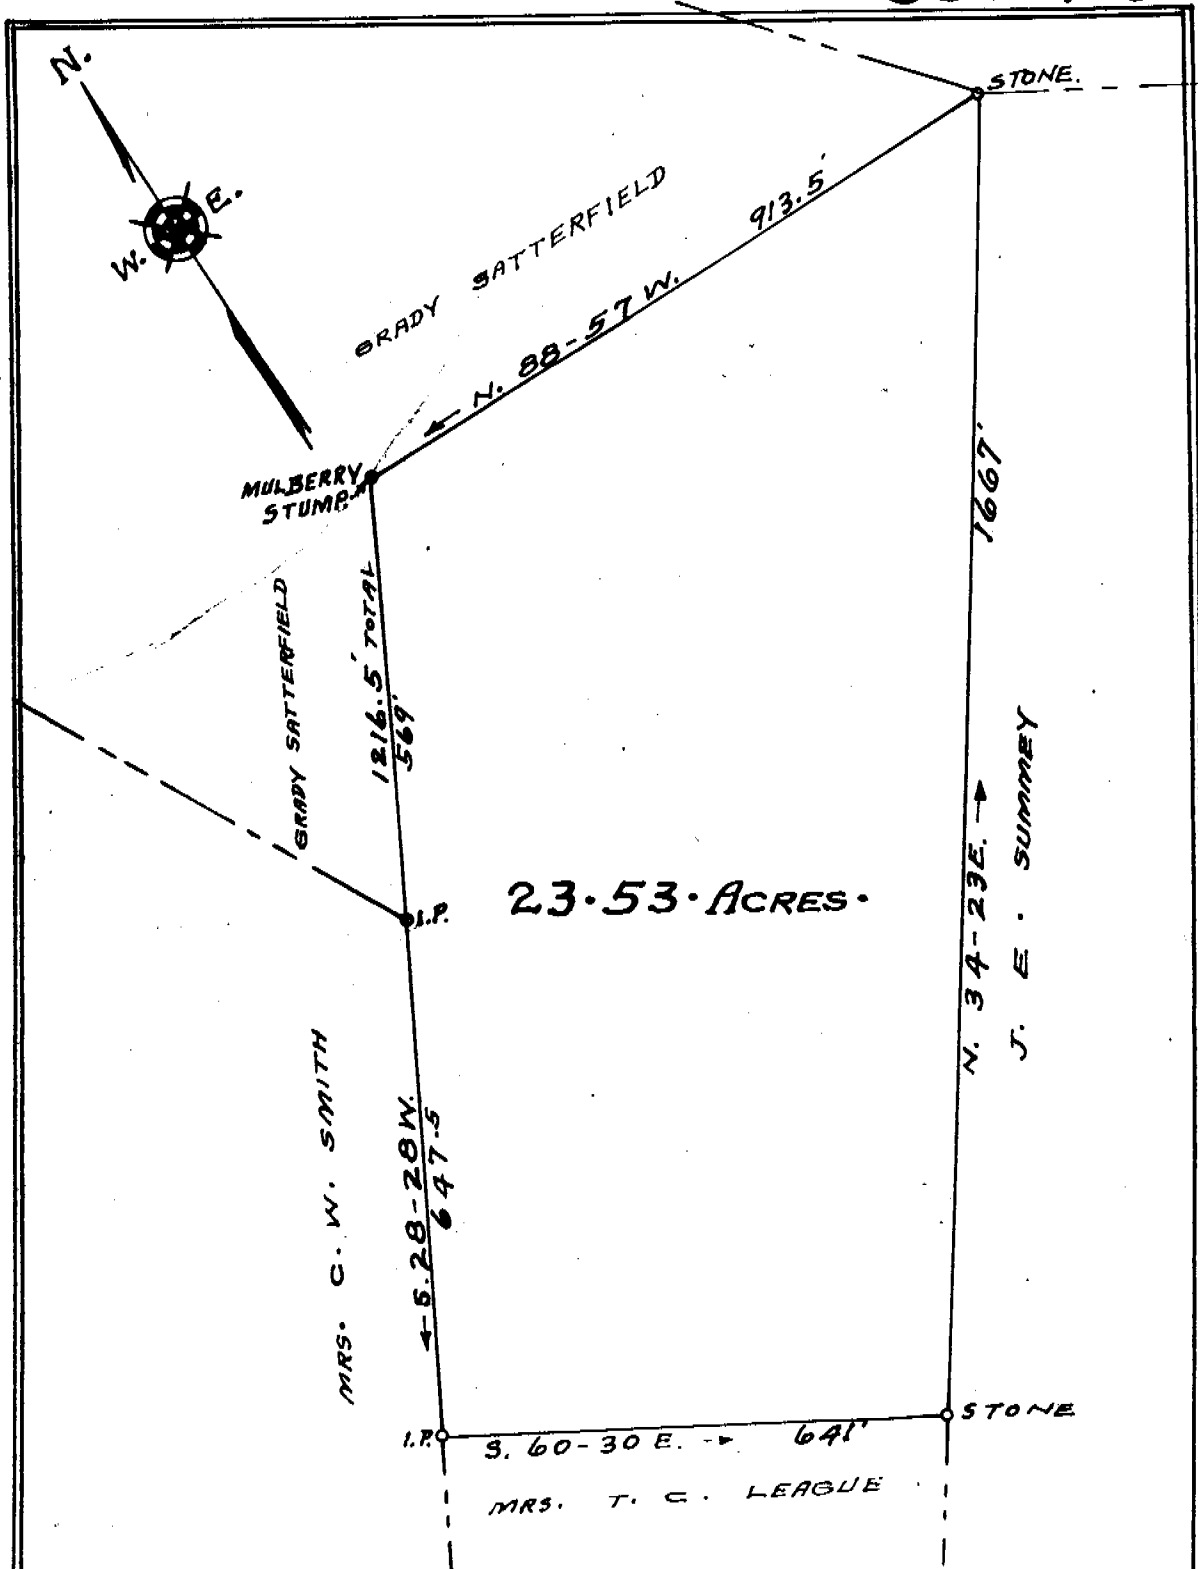 N.
E.
W.
STONE.
GRADY SATTERFIELD
913.5'
N. 88-57 W.
MULBERRY
STUMP.
GRADY SATTERFIELD
1216.5' TOTAL
569'
1667'
N. 34-23E.
J. E. SUMMEY
I.P.
23.53. ACRES.
MRS. C. W. SMITH
S. 28-28 W.
647.5
I.P.
STONE
S. 60-30 E. 641'
MRS. T. C. LEAGUE